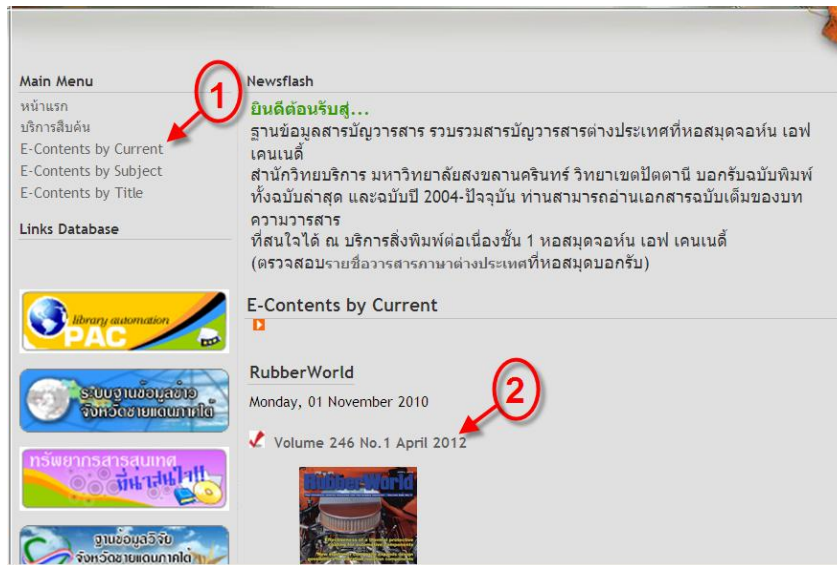 Main Menu
หน้าแรก
บริการสืบค้น
E-Contents by Current
E-Contents by Subject
E-Contents by Title
Links Database
library automation
PAC
ระบบฐานข้อมูลข่าว
จังหวัดชายแดนภาคใต้
ทรัพยากรสารสนเทศ
ที่น่าสนใจ!!
ฐานข้อมูลวิจัย
จังหวัดชายแดนภาคใต้
1
Newsflash
ยินดีต้อนรับสู่...
ฐานข้อมูลสารบัญวารสาร รวบรวมสารบัญวารสารต่างประเทศที่หอสมุดจอห์น เอฟ
เคนเนดี้
สำนักวิทยบริการ มหาวิทยาลัยสงขลานครินทร์ วิทยาเขตปัตตานี บอกรับฉบับพิมพ์
ทั้งฉบับล่าสุด และฉบับปี 2004-ปัจจุบัน ท่านสามารถอ่านเอกสารฉบับเต็มของบท
ความวารสาร
ที่สนใจได้ ณ บริการสิ่งพิมพ์ต่อเนื่องชั้น 1 หอสมุดจอห์น เอฟ เคนเนดี้
(ตรวจสอบรายชื่อวารสารภาษาต่างประเทศที่หอสมุดบอกรับ)
E-Contents by Current
RubberWorld
Monday, 01 November 2010
2
Volume 246 No.1 April 2012
RubberWorld